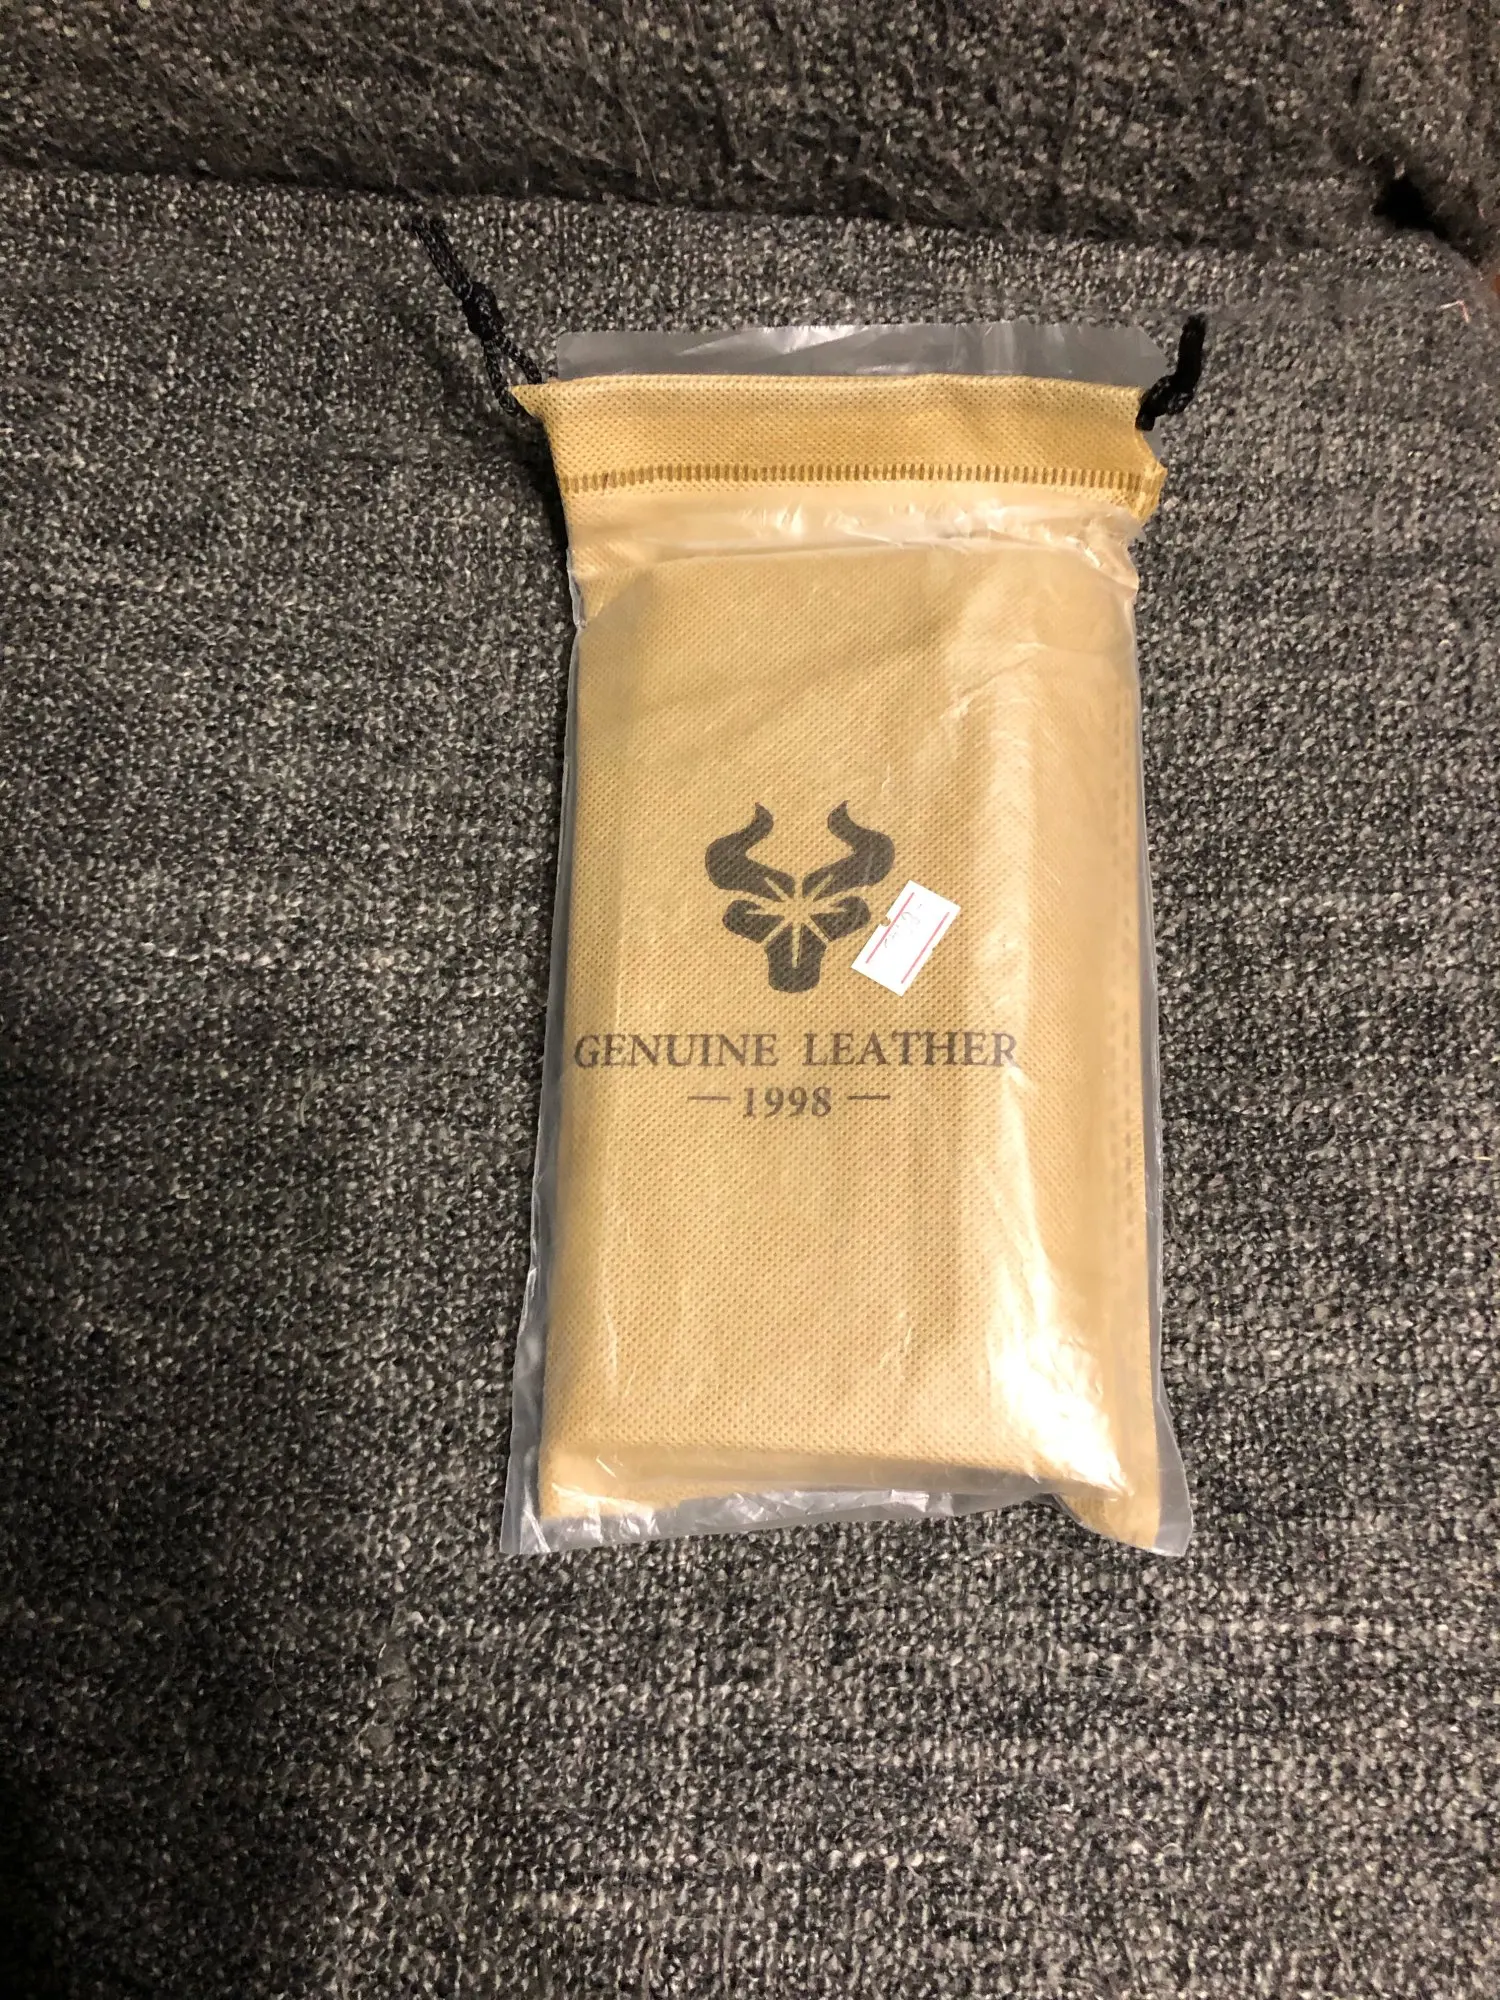 GENUINE LEATHER
— 1998 —